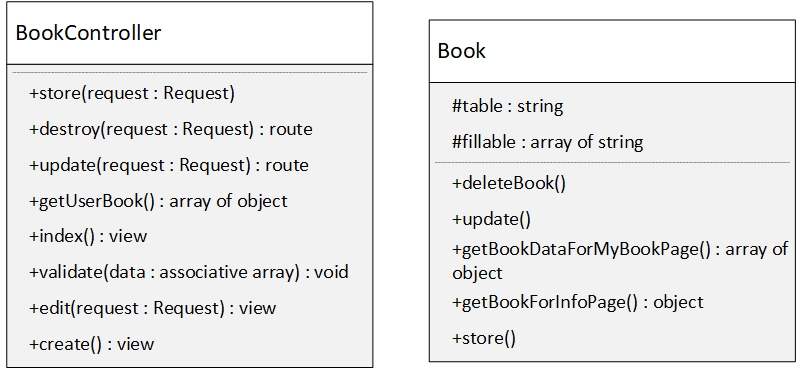 BookController
+store(request : Request)
+destroy(request : Request) : route
+update(request : Request) : route
+getUserBook() : array of object
+index() : view
+validate(data : associative array) : void
+edit(request : Request) : view
+create() : view
Book
#table : string
#fillable : array of string
+deleteBook()
+update()
+getBookDataForMyBookPage() : array of
object
+getBookForInfoPage() : object
+store()